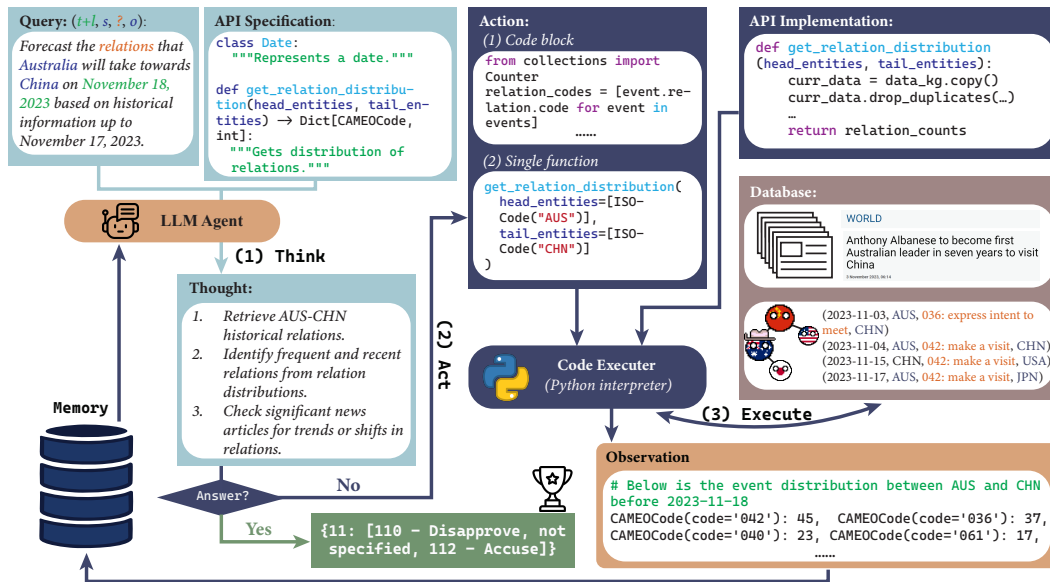 Query: (t+l, s, ?, o):
Forecast the relations that
Australia will take towards
China on November 18,
2023 based on historical
information up to
November 17, 2023.
API Specification:
class Date:
"""Represents a date."""
def get_relation_distribu-
tion(head_entities, tail_en-
tities) → Dict[CAMEOCode,
int]:
"""Gets distribution of
relations."""
Action:
(1) Code block
from collections import
Counter
relation_codes = [event.re-
lation.code for event in
events]
……
(2) Single function
get_relation_distribution(
head_entities=[ISO-
Code("AUS")],
tail_entities=[ISO-
Code("CHN")]
)
API Implementation:
def get_relation_distribution
(head_entities, tail_entities):
curr_data = data_kg.copy()
curr_data.drop_duplicates(…)
…
return relation_counts
LLM Agent
(1) Think
Thought:
1. Retrieve AUS-CHN
historical relations.
2. Identify frequent and recent
relations from relation
distributions.
3. Check significant news
articles for trends or shifts in
relations.
(2) Act
Memory
Answer?
No
Yes
{11: [110 – Disapprove, not
specified, 112 – Accuse]}
Code Executer
(Python interpreter)
(3) Execute
Database:
WORLD
Anthony Albanese to become first
Australian leader in seven years to visit
China
3 November 2023, 06:14
(2023-11-03, AUS, 036: express intent to
meet, CHN)
(2023-11-04, AUS, 042: make a visit, CHN)
(2023-11-15, CHN, 042: make a visit, USA)
(2023-11-17, AUS, 042: make a visit, JPN)
Observation
# Below is the event distribution between AUS and CHN
before 2023-11-18
CAMEOCode(code='042'): 45, CAMEOCode(code='036'): 37,
CAMEOCode(code='040'): 23, CAMEOCode(code='061'): 17,
……